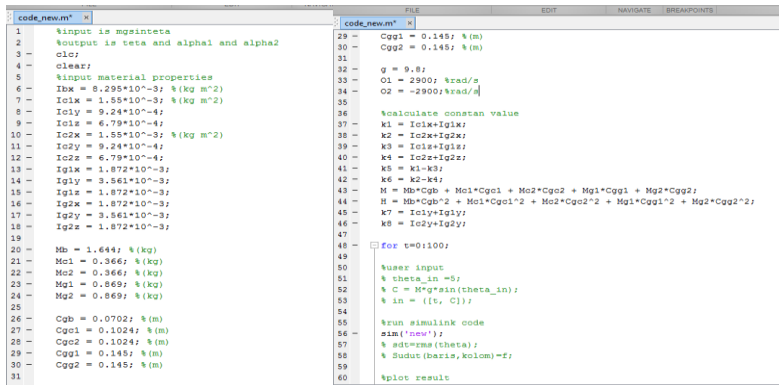 FILE
code_new.m* ×
1 %input is mgsinteta
2 %output is teta and alpha1 and alpha2
3 - clc;
4 - clear;
5 %input material properties
6 - Ibx = 8.295*10^-3; %(kg m^2)
7 - Ic1x = 1.55*10^-3; %(kg m^2)
8 - Ic1y = 9.24*10^-4;
9 - Ic1z = 6.79*10^-4;
10 - Ic2x = 1.55*10^-3; %(kg m^2)
11 - Ic2y = 9.24*10^-4;
12 - Ic2z = 6.79*10^-4;
13 - Ig1x = 1.872*10^-3;
14 - Ig1y = 3.561*10^-3;
15 - Ig1z = 1.872*10^-3;
16 - Ig2x = 1.872*10^-3;
17 - Ig2y = 3.561*10^-3;
18 - Ig2z = 1.872*10^-3;
19
20 - Mb = 1.644; %(kg)
21 - Mc1 = 0.366; %(kg)
22 - Mc2 = 0.366; %(kg)
23 - Mg1 = 0.869; %(kg)
24 - Mg2 = 0.869; %(kg)
25
26 - Cgb = 0.0702; %(m)
27 - Cgc1 = 0.1024; %(m)
28 - Cgc2 = 0.1024; %(m)
29 - Cgg1 = 0.145; %(m)
30 - Cgg2 = 0.145; %(m)
31
FILE EDIT NAVIGATE BREAKPOINTS
code_new.m* ×
29 - Cgg1 = 0.145; %(m)
30 - Cgg2 = 0.145; %(m)
31
32 - g = 9.8;
33 - O1 = 2900; %rad/s
34 - O2 = -2900;%rad/s
35
36 %calculate constan value
37 - k1 = Ic1x+Ig1x;
38 - k2 = Ic2x+Ig2x;
39 - k3 = Ic1z+Ig1z;
40 - k4 = Ic2z+Ig2z;
41 - k5 = k1-k3;
42 - k6 = k2-k4;
43 - M = Mb*Cgb + Mc1*Cgc1 + Mc2*Cgc2 + Mg1*Cgg1 + Mg2*Cgg2;
44 - H = Mb*Cgb^2 + Mc1*Cgc1^2 + Mc2*Cgc2^2 + Mg1*Cgg1^2 + Mg2*Cgg2^2;
45 - k7 = Ic1y+Ig1y;
46 - k8 = Ic2y+Ig2y;
47
48 - for t=0:100;
49
50 %user input
51 % theta_in =5;
52 % C = M*g*sin(theta_in);
53 % in = ([t, C]);
54
55 %run simulink code
56 - sim('new');
57 % sdt=rms(theta);
58 % Sudut(baris,kolom)=f;
59
60 %plot result